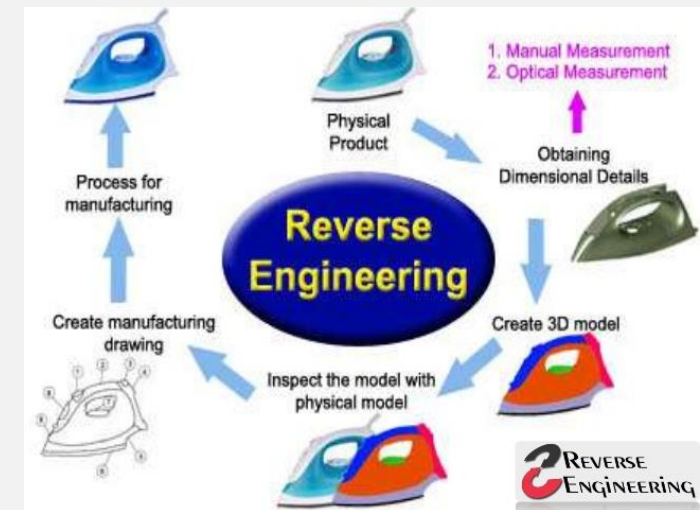 1. Manual Measurement
2. Optical Measurement
Physical
Product
Obtaining
Dimensional Details
Process for
manufacturing
Reverse
Engineering
Create manufacturing
drawing
Create 3D model
Inspect the model with
physical model
REVERSE
ENGINEERING